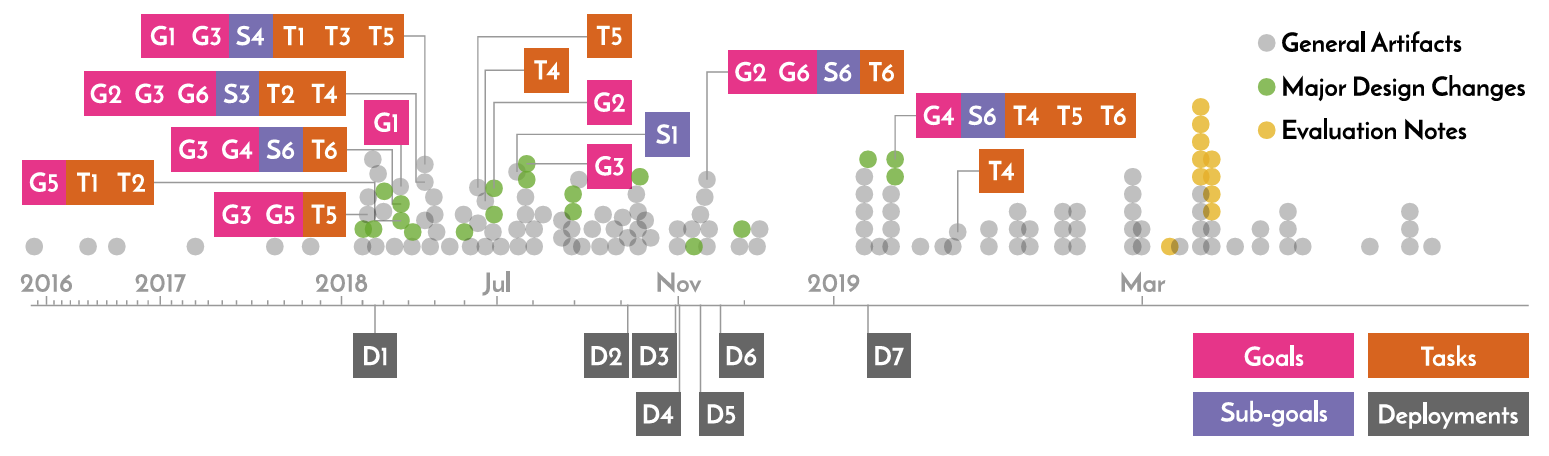 G1 G3 S4 T1 T3 T5
T5
General Artifacts
T4
G2 G6 S6 T6
G2 G3 G6 S3 T2 T4
Major Design Changes
G2
G1
G4 S6 T4 T5 T6
S1
Evaluation Notes
G3 G4 S6 T6
G3
T4
G5 T1 T2
G3 G5 T5
2016 2017 2018 Jul Nov 2019 Mar
D1 D2 D3 D6 D7
Goals Tasks
D4 D5
Sub-goals Deployments